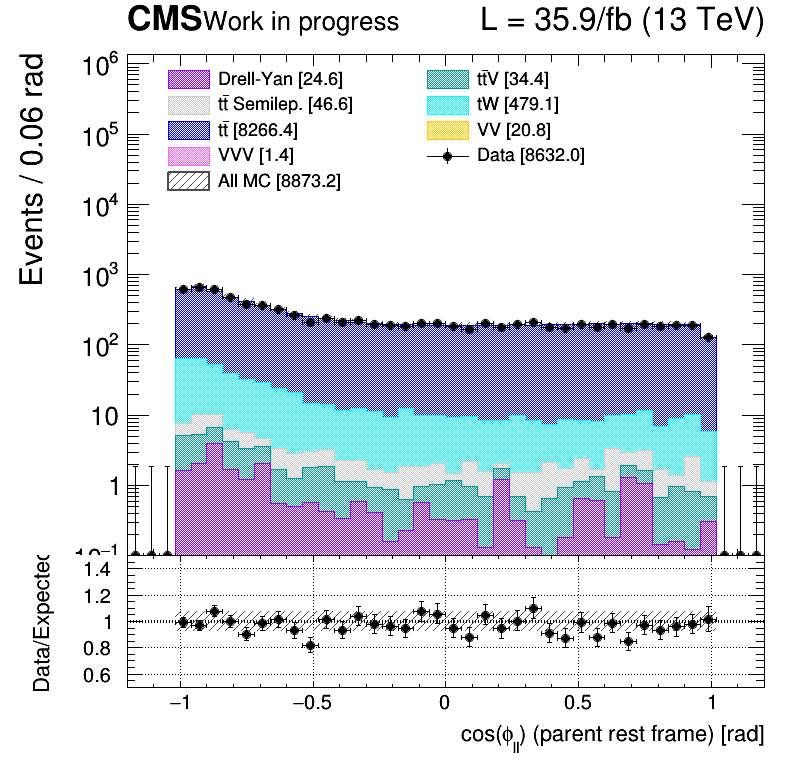 CMS Work in progress L = 35.9/fb (13 TeV)
Events / 0.06 rad
10⁶
10⁵
10⁴
10³
10²
10
1
10⁻¹
Drell-Yan [24.6]
tt̄ Semilep. [46.6]
tt̄ [8266.4]
VVV [1.4]
All MC [8873.2]
tt̄V [34.4]
tW [479.1]
VV [20.8]
Data [8632.0]
Data/Expected
1.4
1.2
1
0.8
0.6
−1 −0.5 0 0.5 1
cos(ϕ_ll) (parent rest frame) [rad]